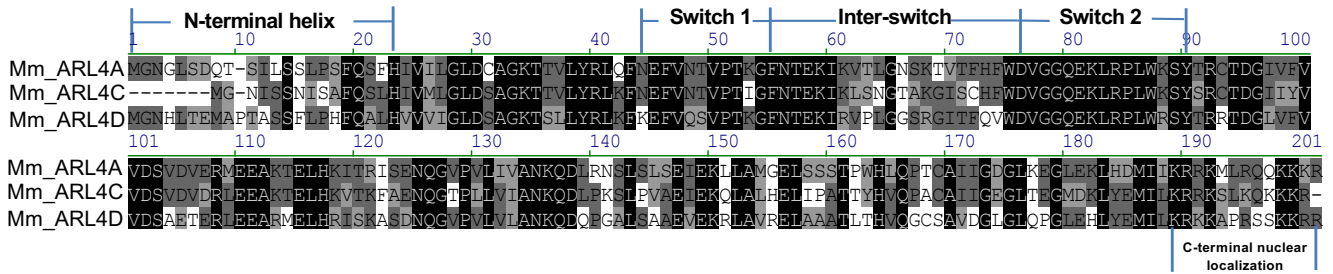 N-terminal helix Switch 1 Inter-switch Switch 2
1 10 20 30 40 50 60 70 80 90 100
Mm_ARL4A MGNGLSDQT-SILSSLPSFQSFHIVILGLDCAGKTTVLYRLQFNEFVNTVPTKGFNTEKIKVTLGNSKTVTFHFWDVGGQEKLRPLWKSYTRCTDGIVFV
Mm_ARL4C -------MG-NISSNISAFQSLHIVMLGLDSAGKTTVLYRLKFNEFVNTVPTIGFNTEKIKLSNGTAKGISCHFWDVGGQEKLRPLWKSYSRCTDGIIYV
Mm_ARL4D MGNHLTEMAPTASSFLPHFQALHVVVIGLDSAGKTSLLYRLKFKEFVQSVPTKGFNTEKIRVPLGGSRGITFQVWDVGGQEKLRPLWRSYTRRTDGLVFV
101 110 120 130 140 150 160 170 180 190 201
Mm_ARL4A VDSVDVERMEEAKTELHKITRISENQGVPVLIVANKQDLRNSLSLSEIEKLLAMGELSSSTPWHLQPTCAIIGDGLKEGLEKLHDMIIKRRKMLRQQKKKR
Mm_ARL4C VDSVDVDRLEEAKTELHKVTKFAENQGTPLLVIANKQDLPKSLPVAEIEKQLALHELIPATTYHVQPACAIIGEGLTEGMDKLYEMILKRRKSLKQKKKR-
Mm_ARL4D VDSAETERLEEARMELHRISKASDNQGVPVLVLANKQDQPGALSAAEVEKRLAVRELAAATLTHVQGCSAVDGLGLQPGLEHLYEMILKRKKAPRSSKKRR
C-terminal nuclear
localization